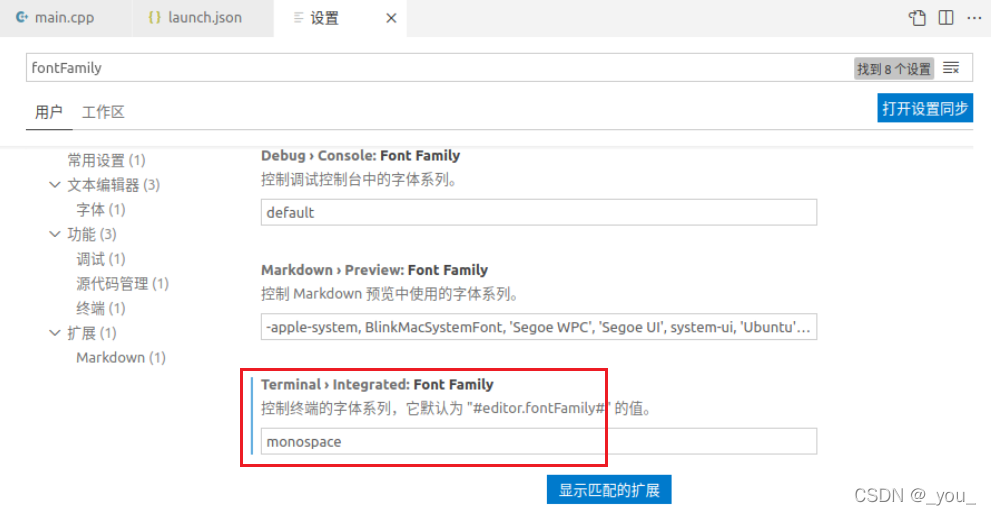 main.cpp
{} launch.json
设置
fontFamily
找到 8 个设置
用户
工作区
打开设置同步
常用设置 (1)
文本编辑器 (3)
字体 (1)
功能 (3)
调试 (1)
源代码管理 (1)
终端 (1)
扩展 (1)
Markdown (1)
Debug › Console: Font Family
控制调试控制台中的字体系列。
default
Markdown › Preview: Font Family
控制 Markdown 预览中使用的字体系列。
-apple-system, BlinkMacSystemFont, 'Segoe WPC', 'Segoe UI', system-ui, 'Ubuntu'...
Terminal › Integrated: Font Family
控制终端的字体系列，它默认为 "#editor.fontFamily#" 的值。
monospace
显示匹配的扩展
CSDN @_you_